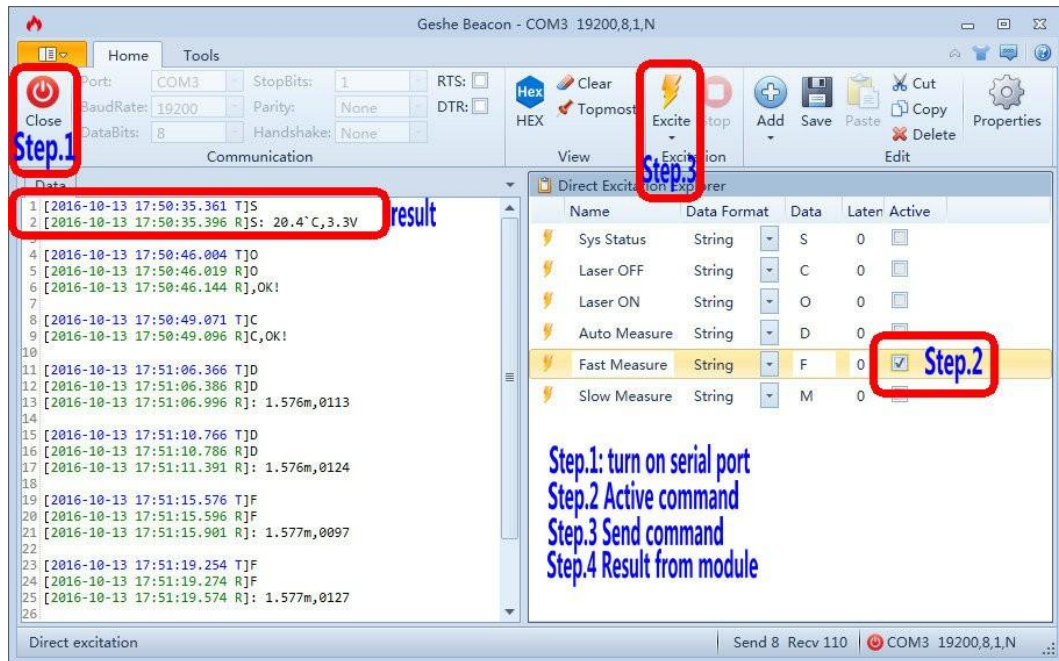 Geshe Beacon - COM3 19200,8,1,N
Home Tools
Close
Port: COM3 StopBits: 1 RTS:
BaudRate: 19200 Parity: None DTR:
DataBits: 8 Handshake: None
Communication
Hex
HEX
Clear
Topmost
View
Excite
Stop
Excitation
Add
Save
Paste
Cut
Copy
Delete
Edit
Properties
Step.1
Step.3
Data
1 [2016-10-13 17:50:35.361 T]S
2 [2016-10-13 17:50:35.396 R]S: 20.4`C,3.3V
result
3
4 [2016-10-13 17:50:46.004 T]O
5 [2016-10-13 17:50:46.019 R]O
6 [2016-10-13 17:50:46.144 R],OK!
7
8 [2016-10-13 17:50:49.071 T]C
9 [2016-10-13 17:50:49.096 R]C,OK!
10
11 [2016-10-13 17:51:06.366 T]D
12 [2016-10-13 17:51:06.386 R]D
13 [2016-10-13 17:51:06.996 R]: 1.576m,0113
14
15 [2016-10-13 17:51:10.766 T]D
16 [2016-10-13 17:51:10.786 R]D
17 [2016-10-13 17:51:11.391 R]: 1.576m,0124
18
19 [2016-10-13 17:51:15.576 T]F
20 [2016-10-13 17:51:15.596 R]F
21 [2016-10-13 17:51:15.901 R]: 1.577m,0097
22
23 [2016-10-13 17:51:19.254 T]F
24 [2016-10-13 17:51:19.274 R]F
25 [2016-10-13 17:51:19.574 R]: 1.577m,0127
26
Direct Excitation Explorer
Name Data Format Data Laten Active
Sys Status String S 0
Laser OFF String C 0
Laser ON String O 0
Auto Measure String D 0
Fast Measure String F 0
Step.2
Slow Measure String M 0
Step.1: turn on serial port
Step.2 Active command
Step.3 Send command
Step.4 Result from module
Direct excitation
Send 8 Recv 110 COM3 19200,8,1,N